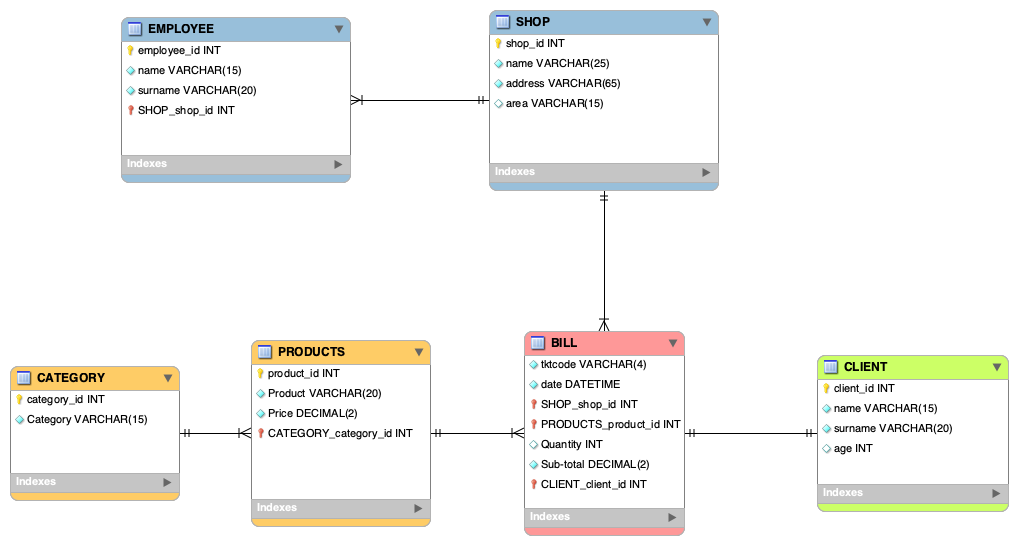 EMPLOYEE
employee_id INT
name VARCHAR(15)
surname VARCHAR(20)
SHOP_shop_id INT
Indexes
SHOP
shop_id INT
name VARCHAR(25)
address VARCHAR(65)
area VARCHAR(15)
Indexes
CATEGORY
category_id INT
Category VARCHAR(15)
Indexes
PRODUCTS
product_id INT
Product VARCHAR(20)
Price DECIMAL(2)
CATEGORY_category_id INT
Indexes
BILL
tktcode VARCHAR(4)
date DATETIME
SHOP_shop_id INT
PRODUCTS_product_id INT
Quantity INT
Sub-total DECIMAL(2)
CLIENT_client_id INT
Indexes
CLIENT
client_id INT
name VARCHAR(15)
surname VARCHAR(20)
age INT
Indexes